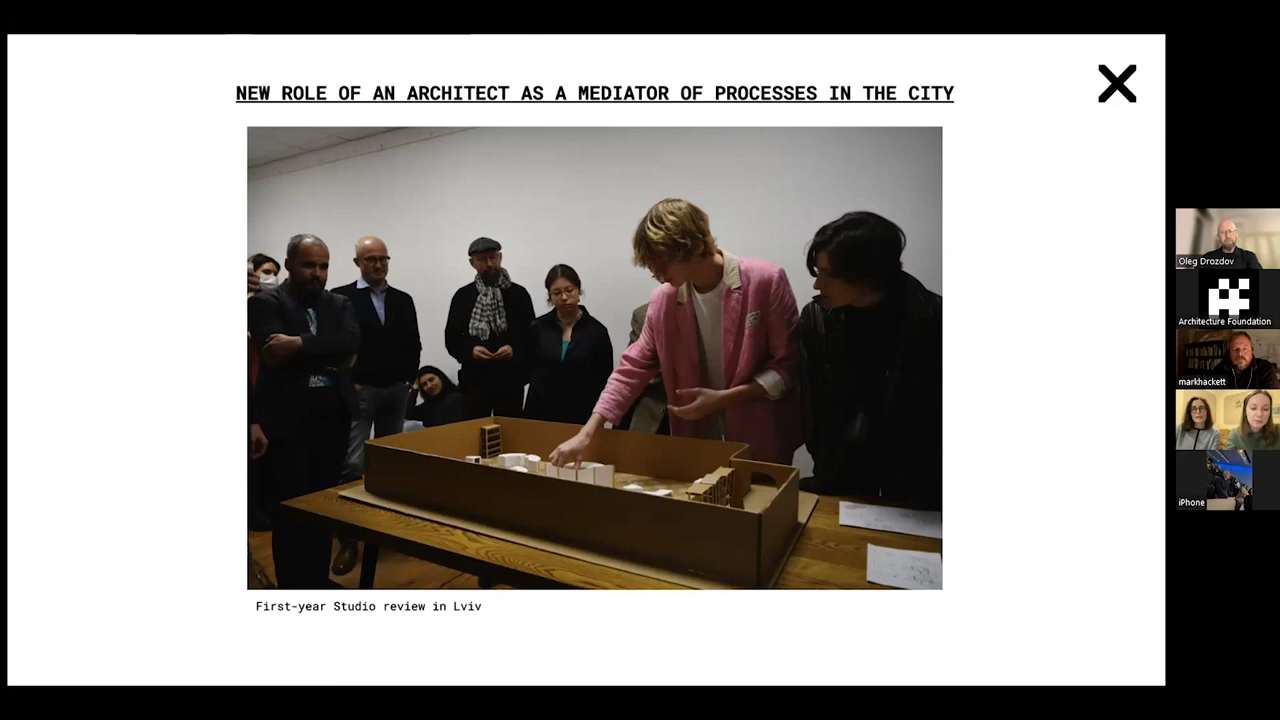 NEW ROLE OF AN ARCHITECT AS A MEDIATOR OF PROCESSES IN THE CITY
First-year Studio review in Lviv
Oleg Drozdov
Architecture Foundation
markhackett
iPhone